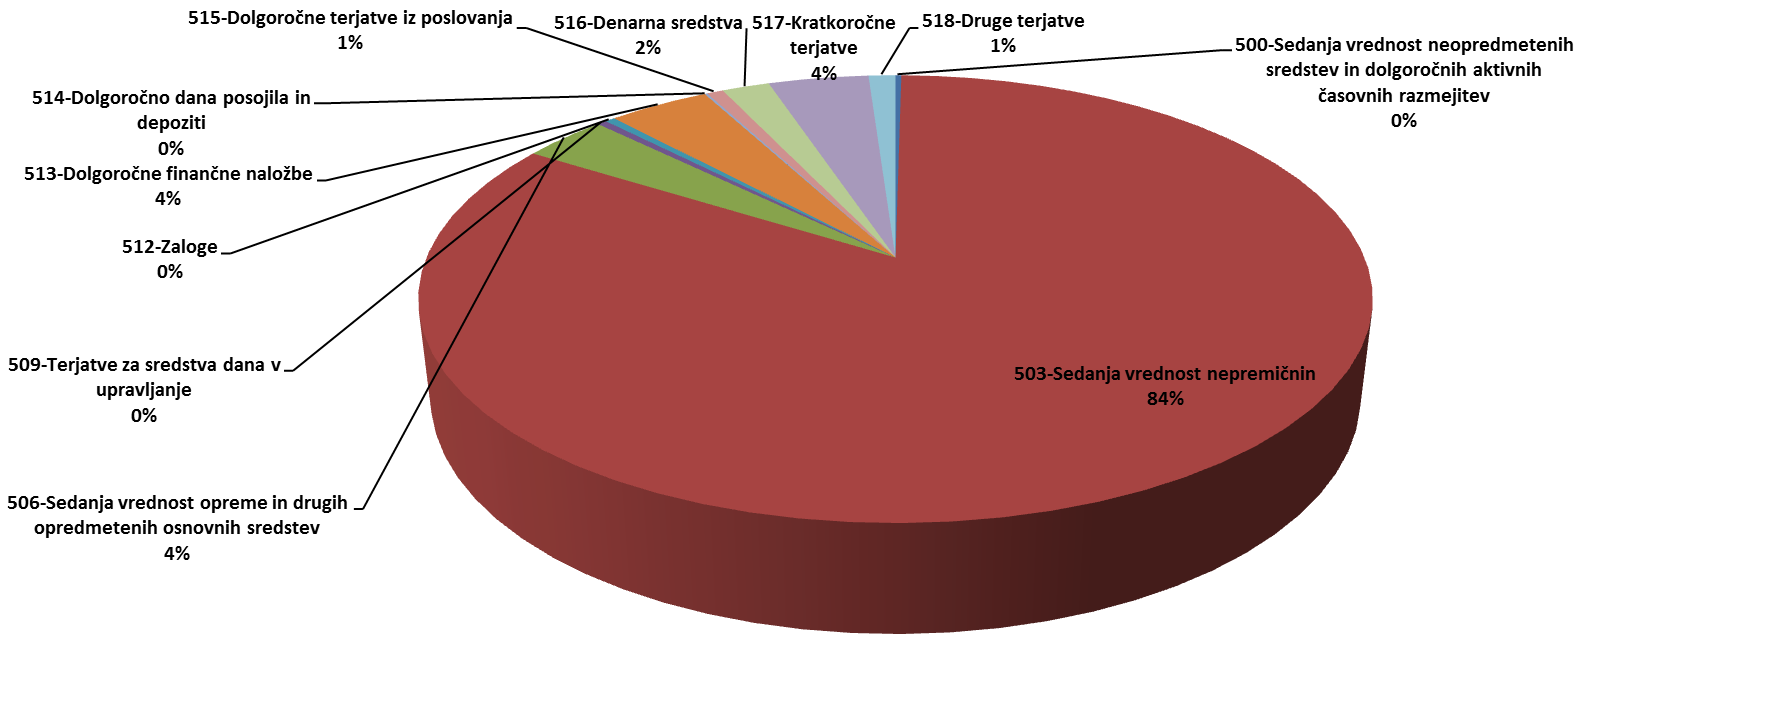 515-Dolgoročne terjatve iz poslovanja
1%
516-Denarna sredstva
2%
517-Kratkoročne
terjatve
4%
518-Druge terjatve
1%
500-Sedanja vrednost neopredmetenih
sredstev in dolgoročnih aktivnih
časovnih razmejitev
0%
514-Dolgoročno dana posojila in
depoziti
0%
513-Dolgoročne finančne naložbe
4%
512-Zaloge
0%
509-Terjatve za sredstva dana v
upravljanje
0%
503-Sedanja vrednost nepremičnin
84%
506-Sedanja vrednost opreme in drugih
opredmetenih osnovnih sredstev
4%